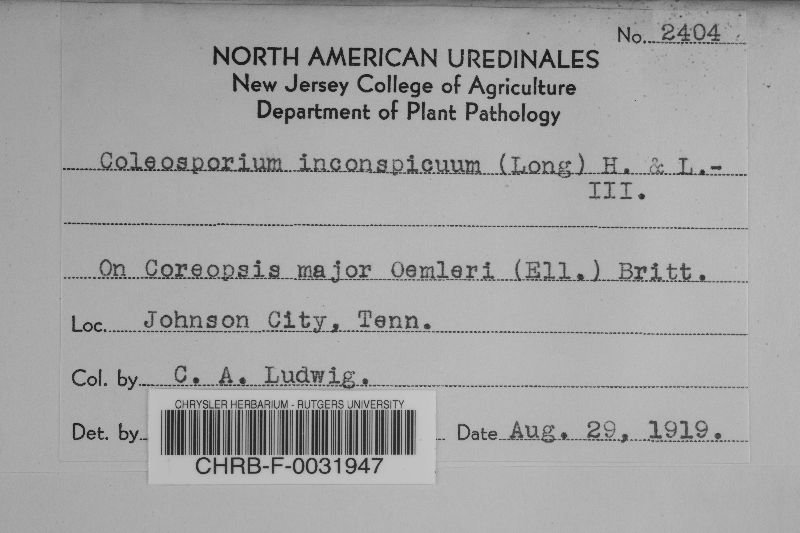 No. 2404
NORTH AMERICAN UREDINALES
New Jersey College of Agriculture
Department of Plant Pathology
Coleosporium inconspicuum (Long) H. & L.-
III.
On Coreopsis major Oemleri (Ell.) Britt.
Loc. Johnson City, Tenn.
Col. by C. A. Ludwig.
Det. by
Date Aug. 29, 1919.
CHRYSLER HERBARIUM - RUTGERS UNIVERSITY
CHRB-F-0031947